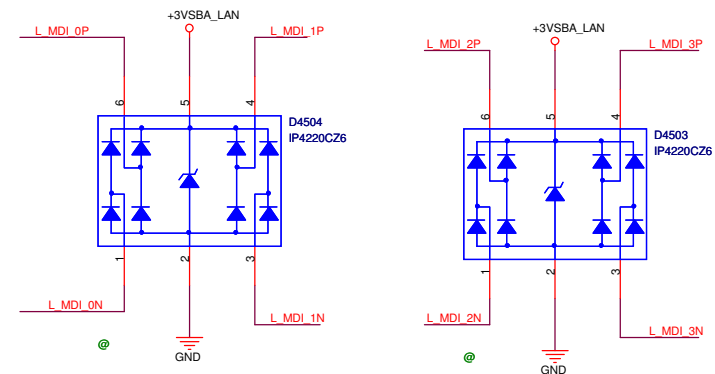 +3VSBA_LAN
L_MDI_0P
L_MDI_1P
6
5
4
D4504
IP4220CZ6
1
2
3
L_MDI_0N
L_MDI_1N
@
GND
+3VSBA_LAN
L_MDI_2P
L_MDI_3P
6
5
4
D4503
IP4220CZ6
1
2
3
L_MDI_2N
L_MDI_3N
@
GND